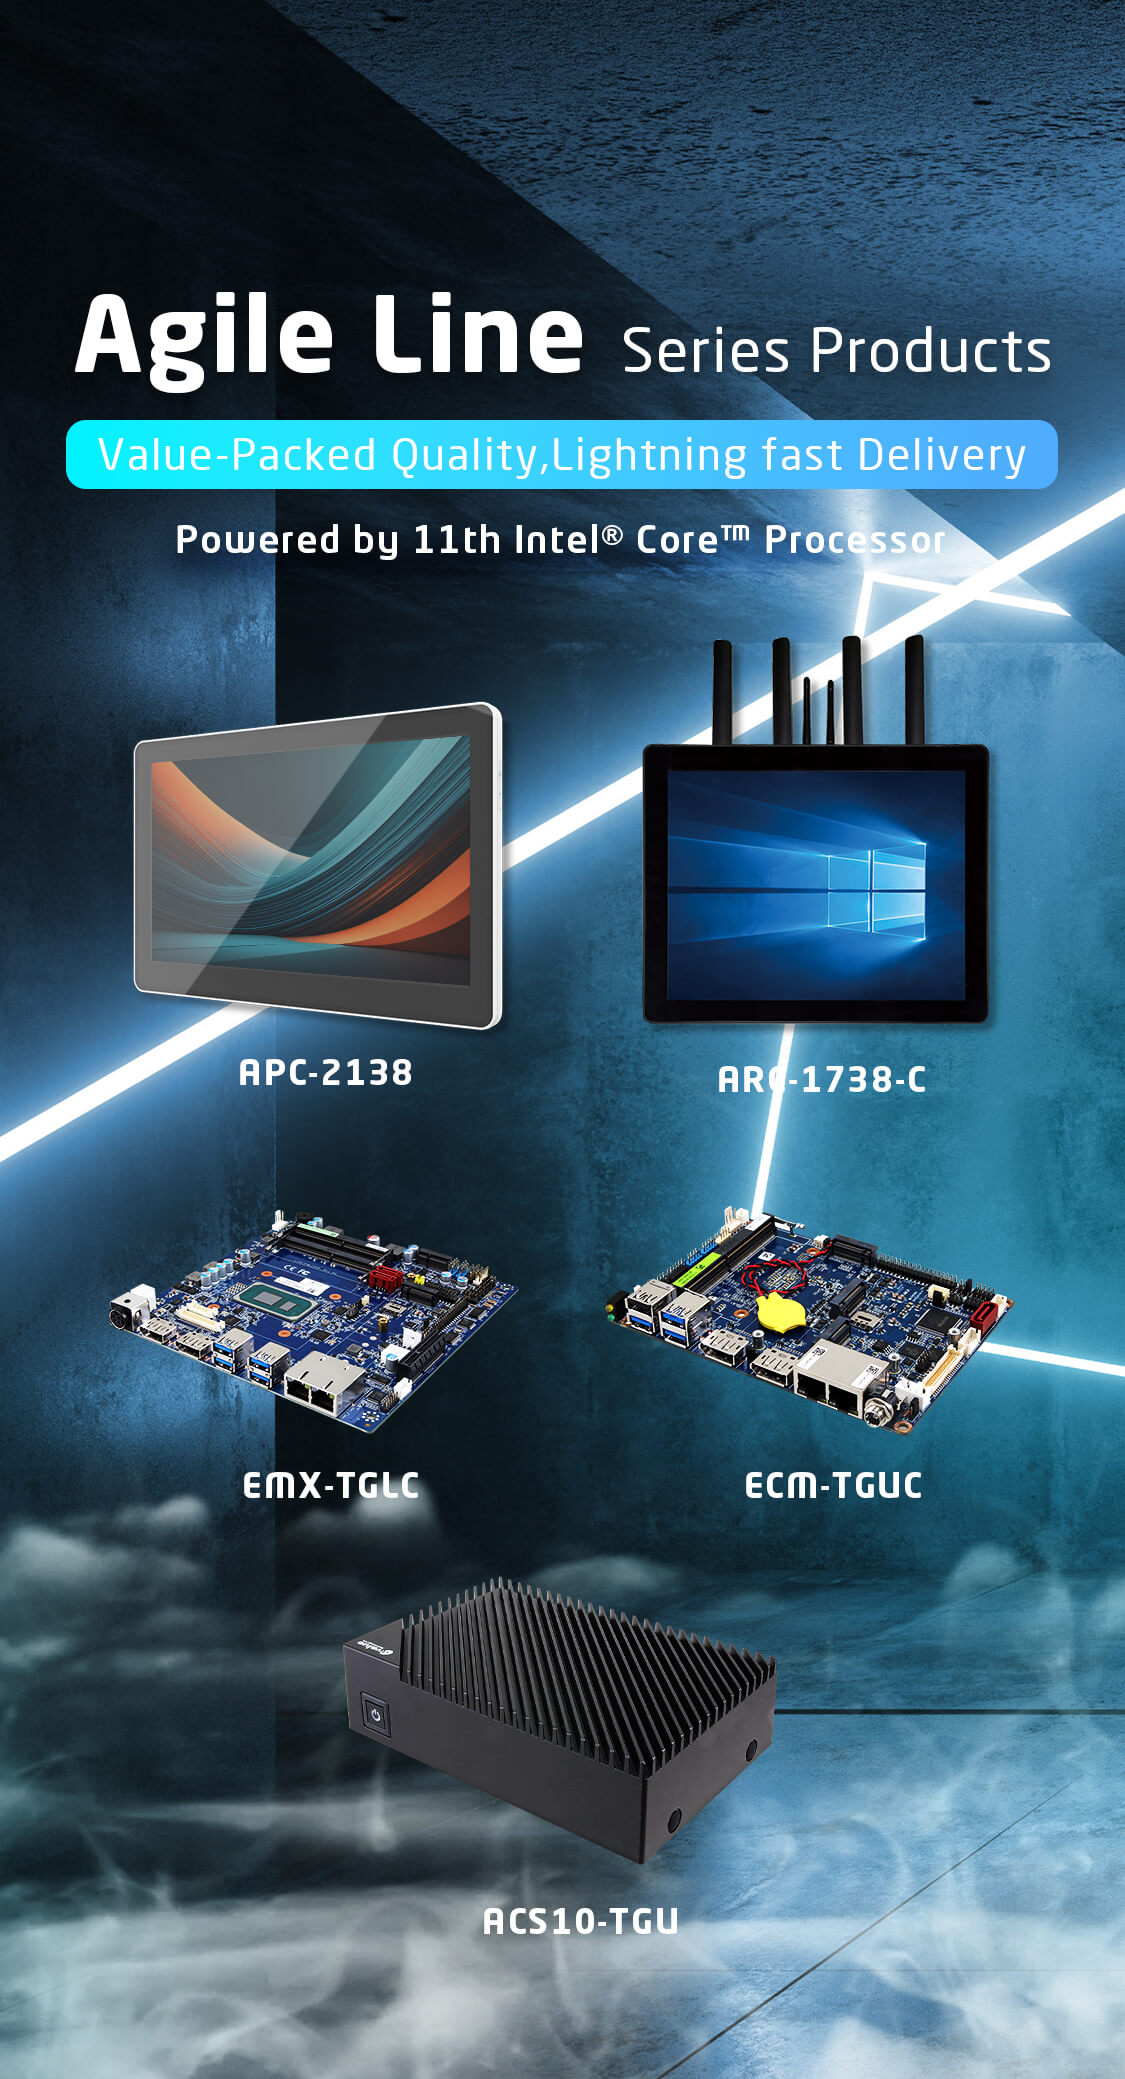 Agile Line Series Products
Value-Packed Quality,Lightning fast Delivery
Powered by 11th Intel® Core™ Processor
APC-2138
ARC-1738-C
EMX-TGLC
ECM-TGUC
ACS10-TGU